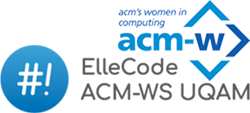 acm's women in
computing
acm-w
#!
ElleCode
ACM-WS UQAM